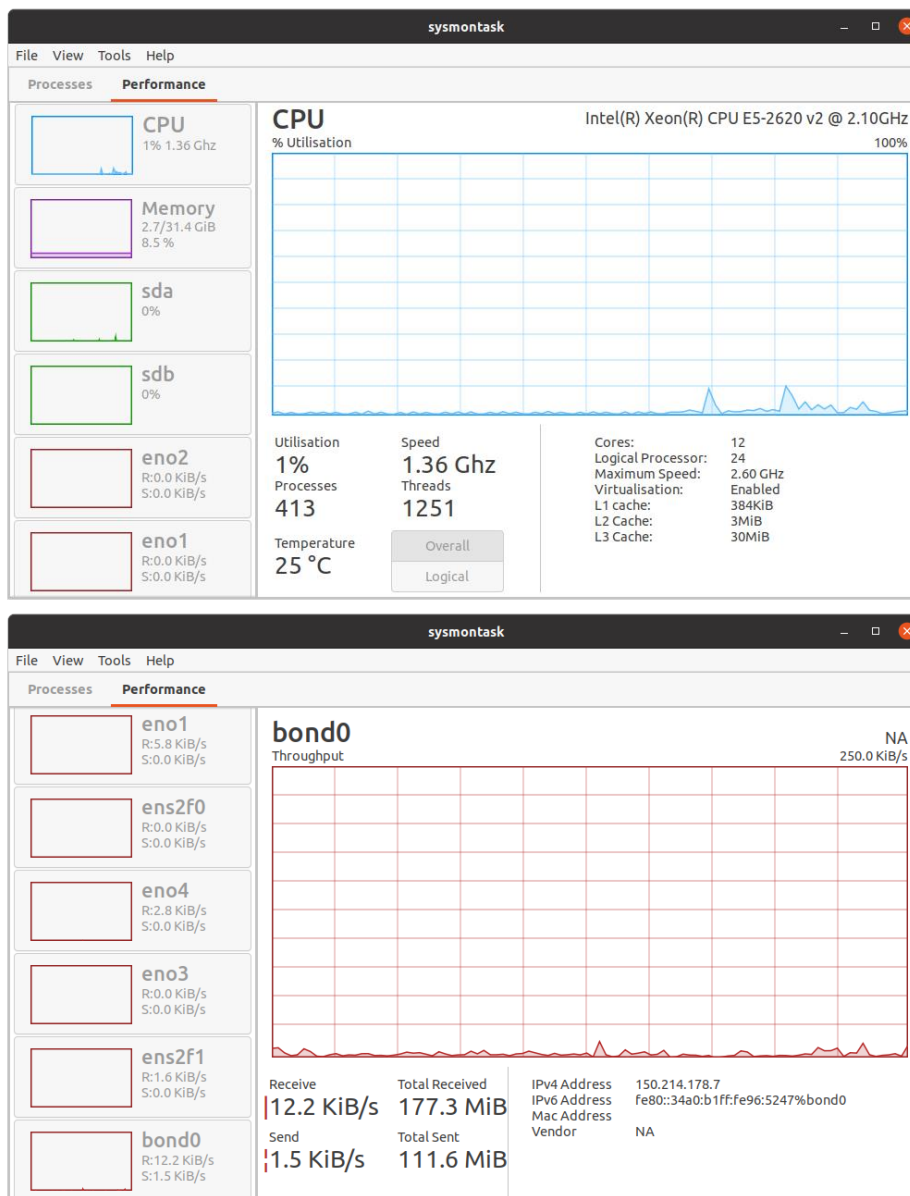 sysmontask
File View Tools Help
Processes Performance
CPU
1% 1.36 Ghz
Memory
2.7/31.4 GiB
8.5 %
sda
0%
sdb
0%
eno2
R:0.0 KiB/s
S:0.0 KiB/s
eno1
R:0.0 KiB/s
S:0.0 KiB/s
CPU Intel(R) Xeon(R) CPU E5-2620 v2 @ 2.10GHz
% Utilisation 100%
Utilisation Speed
1% 1.36 Ghz
Processes Threads
413 1251
Temperature
25 °C
Overall
Logical
Cores: 12
Logical Processor: 24
Maximum Speed: 2.60 GHz
Virtualisation: Enabled
L1 cache: 384KiB
L2 Cache: 3MiB
L3 Cache: 30MiB
sysmontask
File View Tools Help
Processes Performance
eno1
R:5.8 KiB/s
S:0.0 KiB/s
ens2f0
R:0.0 KiB/s
S:0.0 KiB/s
eno4
R:2.8 KiB/s
S:0.0 KiB/s
eno3
R:0.0 KiB/s
S:0.0 KiB/s
ens2f1
R:1.6 KiB/s
S:0.0 KiB/s
bond0
R:12.2 KiB/s
S:1.5 KiB/s
bond0 NA
Throughput 250.0 KiB/s
Receive Total Received
12.2 KiB/s 177.3 MiB
Send Total Sent
1.5 KiB/s 111.6 MiB
IPv4 Address 150.214.178.7
IPv6 Address fe80::34a0:b1ff:fe96:5247%bond0
Mac Address
Vendor NA